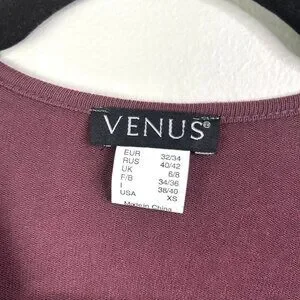 VENUS®
EUR 32/34
RUS 40/42
UK 6/8
F/B 34/36
I 38/40
USA XS
Made in China